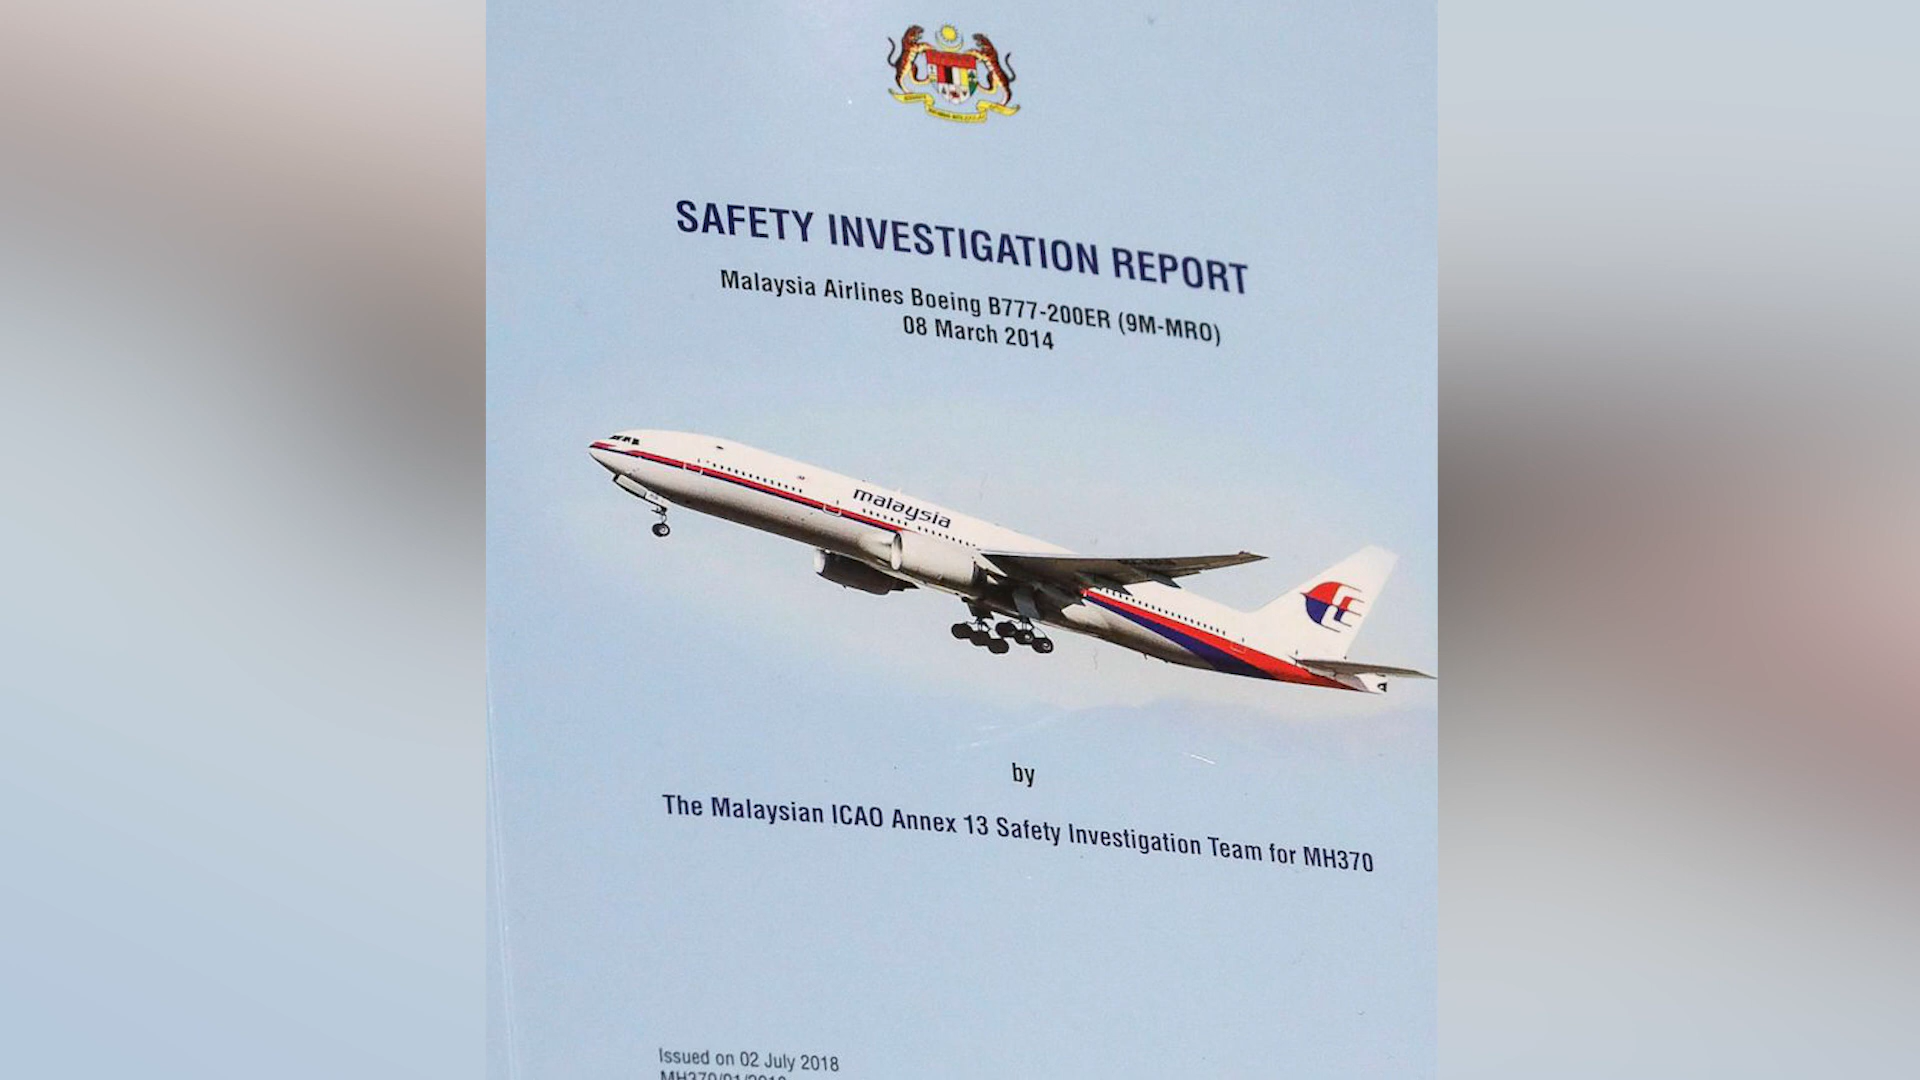 SAFETY INVESTIGATION REPORT
Malaysia Airlines Boeing B777-200ER (9M-MRO)
08 March 2014
malaysia
by
The Malaysian ICAO Annex 13 Safety Investigation Team for MH370
Issued on 02 July 2018